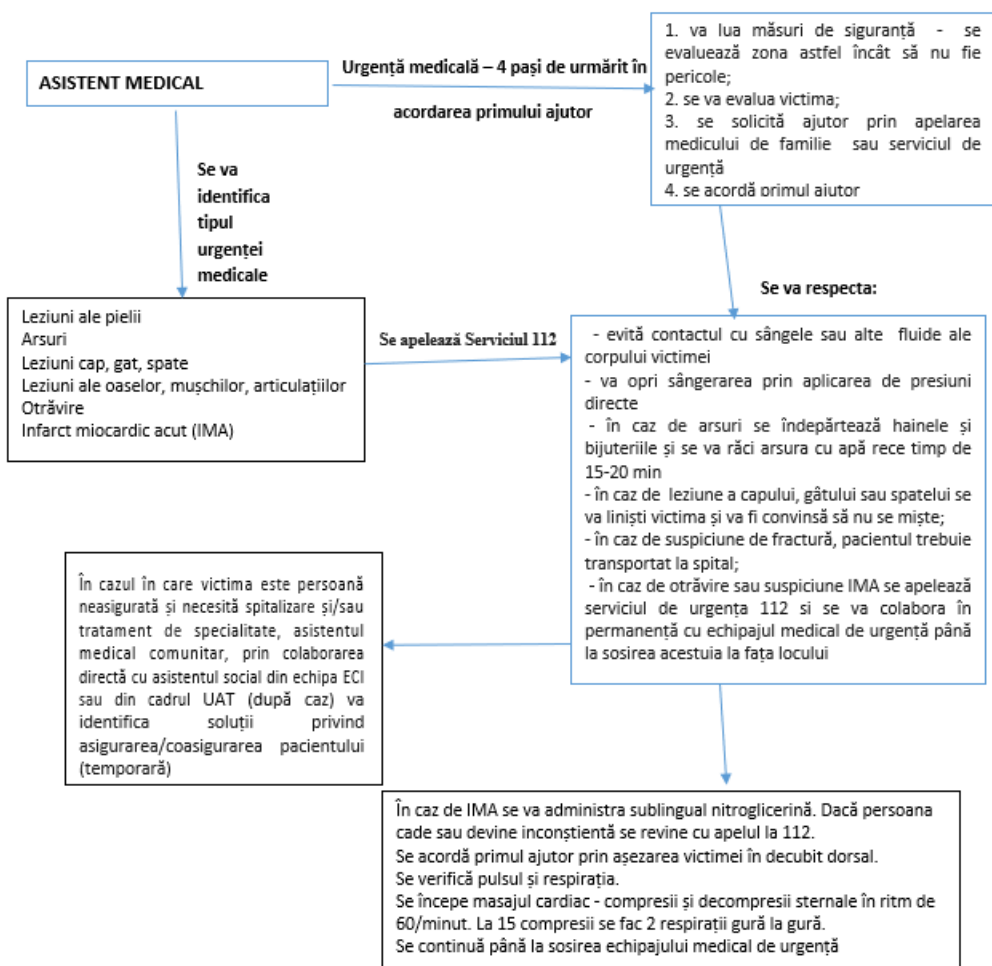 ASISTENT MEDICAL
Urgență medicală – 4 pași de urmărit în
acordarea primului ajutor
1. va lua măsuri de siguranță - se
evaluează zona astfel încât să nu fie
pericole;
2. se va evalua victima;
3. se solicită ajutor prin apelarea
medicului de familie sau serviciul de
urgență
4. se acordă primul ajutor
Se va
identifica
tipul
urgenței
medicale
Se va respecta:
Leziuni ale pielii
Arsuri
Leziuni cap, gat, spate
Leziuni ale oaselor, mușchilor, articulațiilor
Otrăvire
Infarct miocardic acut (IMA)
Se apelează Serviciul 112
- evită contactul cu sângele sau alte fluide ale
corpului victimei
- va opri sângerarea prin aplicarea de presiuni
directe
- în caz de arsuri se îndepărtează hainele și
bijuteriile și se va răci arsura cu apă rece timp de
15-20 min
- în caz de leziune a capului, gâtului sau spatelui se
va liniști victima și va fi convinsă să nu se miște;
- în caz de suspiciune de fractură, pacientul trebuie
transportat la spital;
- în caz de otrăvire sau suspiciune IMA se apelează
serviciul de urgența 112 si se va colabora în
permanență cu echipajul medical de urgență până
la sosirea acestuia la fața locului
În cazul în care victima este persoană
neasigurată și necesită spitalizare și/sau
tratament de specialitate, asistentul
medical comunitar, prin colaborarea
directă cu asistentul social din echipa ECI
sau din cadrul UAT (după caz) va
identifica soluții privind
asigurarea/coasigurarea pacientului
(temporară)
În caz de IMA se va administra sublingual nitroglicerină. Dacă persoana
cade sau devine inconștientă se revine cu apelul la 112.
Se acordă primul ajutor prin așezarea victimei în decubit dorsal.
Se verifică pulsul și respirația.
Se începe masajul cardiac - compresii și decompresii sternale în ritm de
60/minut. La 15 compresii se fac 2 respirații gură la gură.
Se continuă până la sosirea echipajului medical de urgență